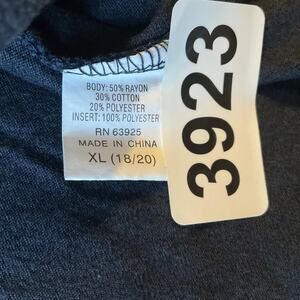 BODY: 50% RAYON
30% COTTON
20% POLYESTER
INSERT: 100% POLYESTER
RN 63925
MADE IN CHINA
XL (18/20)
3923